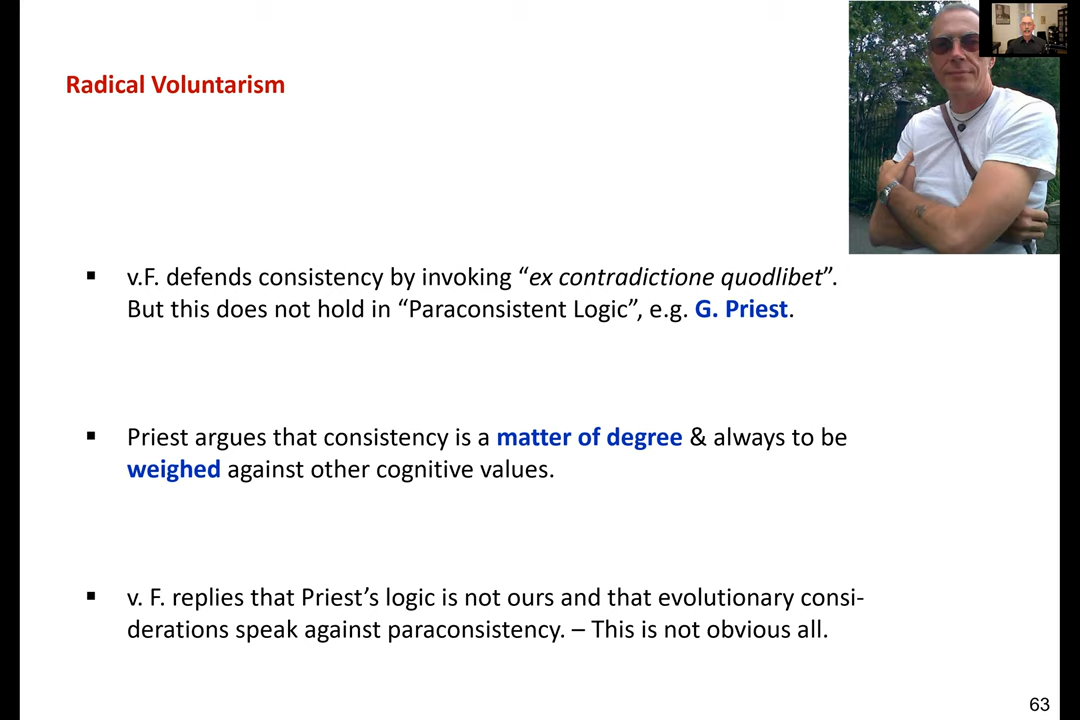 Radical Voluntarism
▪ v.F. defends consistency by invoking “ex contradictione quodlibet”.
But this does not hold in “Paraconsistent Logic”, e.g. G. Priest.
▪ Priest argues that consistency is a matter of degree & always to be
weighed against other cognitive values.
▪ v. F. replies that Priest’s logic is not ours and that evolutionary consi-
derations speak against paraconsistency. – This is not obvious all.
63